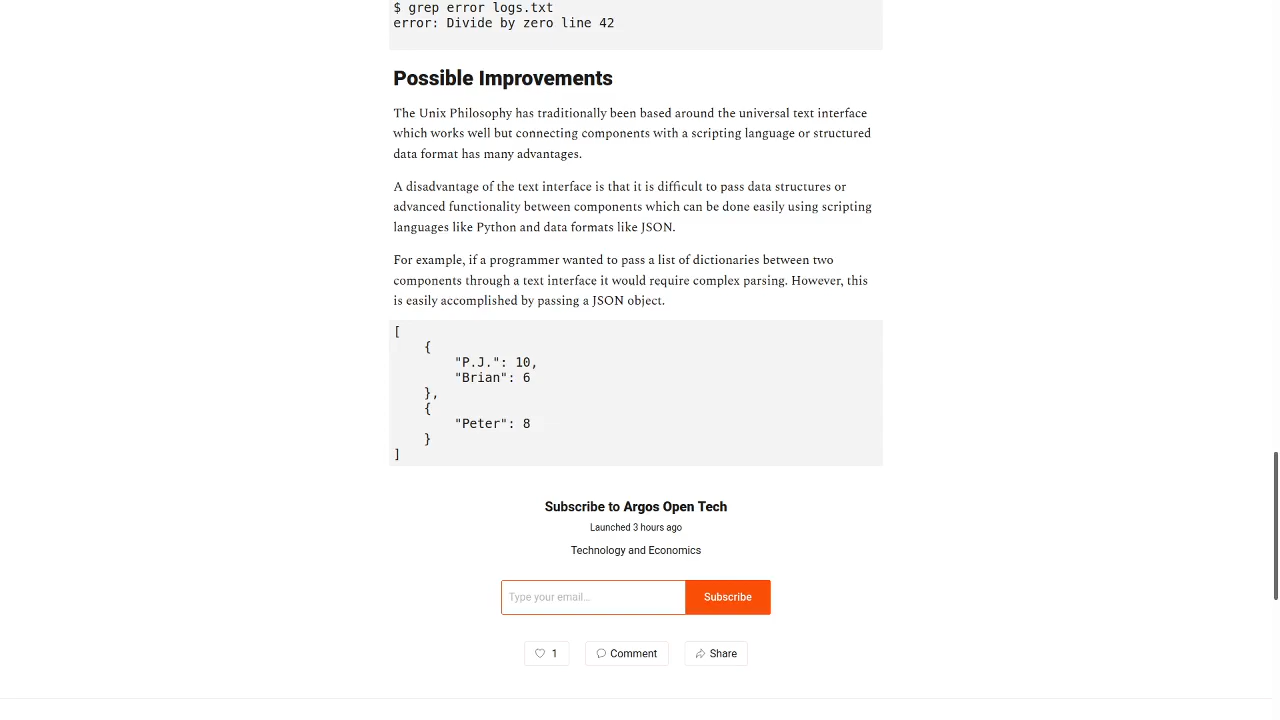 $ grep error logs.txt
error: Divide by zero line 42
Possible Improvements
The Unix Philosophy has traditionally been based around the universal text interface
which works well but connecting components with a scripting language or structured
data format has many advantages.
A disadvantage of the text interface is that it is difficult to pass data structures or
advanced functionality between components which can be done easily using scripting
languages like Python and data formats like JSON.
For example, if a programmer wanted to pass a list of dictionaries between two
components through a text interface it would require complex parsing. However, this
is easily accomplished by passing a JSON object.
[
    {
        "P.J.": 10,
        "Brian": 6
    },
    {
        "Peter": 8
    }
]
Subscribe to Argos Open Tech
Launched 3 hours ago
Technology and Economics
Type your email...
Subscribe
1
Comment
Share